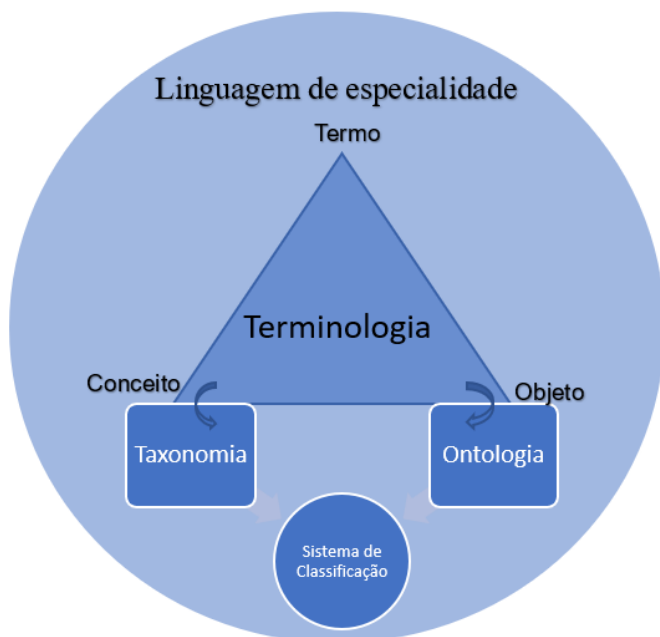 Linguagem de especialidade
Termo
Terminologia
Conceito
Objeto
Taxonomia
Ontologia
Sistema de
Classificação